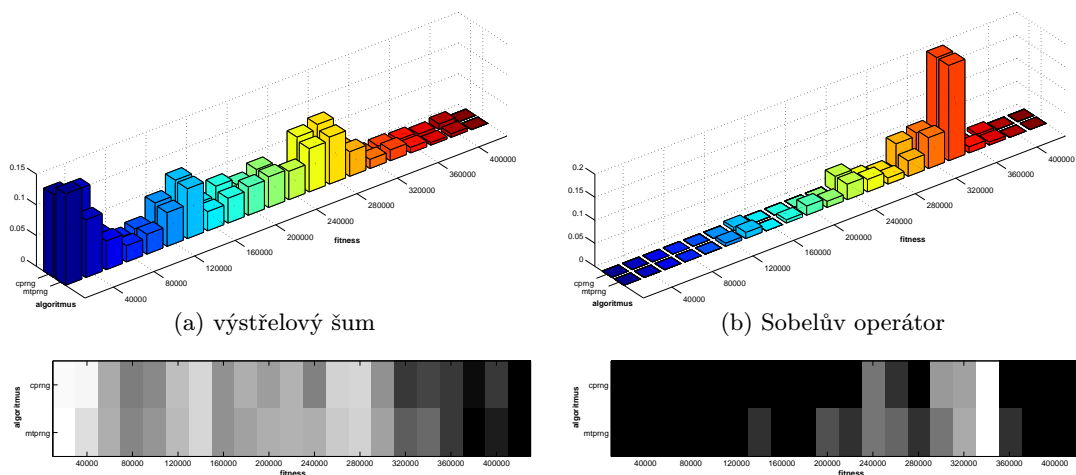 0.15
0.1
0.05
0
cprng
mtprng
algoritmus
40000
80000
120000
160000
200000
240000
280000
320000
360000
400000
fitness
(a) výstřelový šum
0.2
0.15
0.1
0.05
0
cprng
mtprng
algoritmus
40000
80000
120000
160000
200000
240000
280000
320000
360000
400000
fitness
(b) Sobelův operátor
algoritmus
cprng
mtprng
40000 80000 120000 160000 200000 240000 280000 320000 360000 400000
fitness
algoritmus
cprng
mtprng
40000 80000 120000 160000 200000 240000 280000 320000 360000 400000
fitness